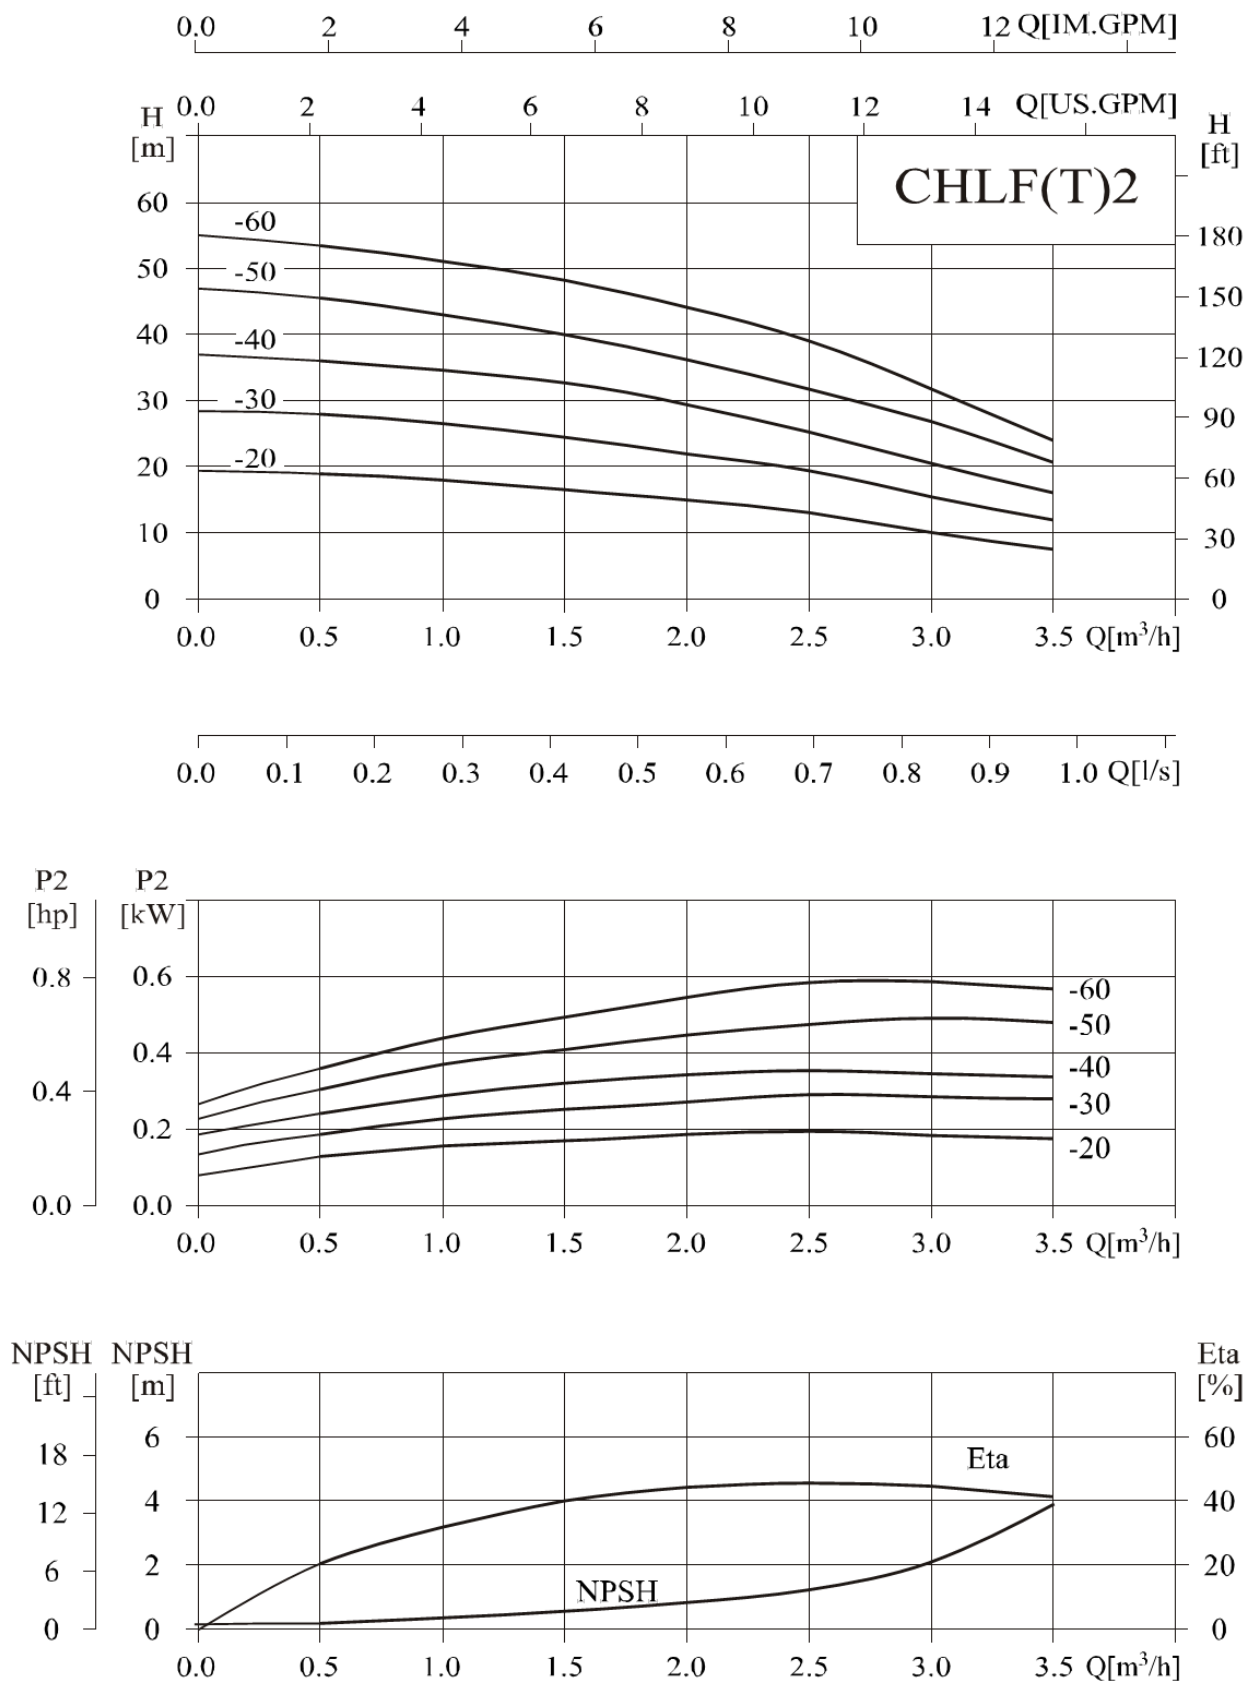 0.0 2 4 6 8 10 12 Q[IM.GPM]
0.0 2 4 6 8 10 12 14 Q[US.GPM]
H
[m]
H
[ft]
CHLF(T)2
60
50
40
30
20
10
0
180
150
120
90
60
30
0
-60
-50
-40
-30
-20
0.0 0.5 1.0 1.5 2.0 2.5 3.0 3.5 Q[m³/h]
0.0 0.1 0.2 0.3 0.4 0.5 0.6 0.7 0.8 0.9 1.0 Q[l/s]
P2
[hp]
P2
[kW]
0.8
0.4
0.0
0.6
0.4
0.2
0.0
-60
-50
-40
-30
-20
0.0 0.5 1.0 1.5 2.0 2.5 3.0 3.5 Q[m³/h]
NPSH
[ft]
NPSH
[m]
Eta
[%]
18
12
6
0
6
4
2
0
Eta
NPSH
60
40
20
0
0.0 0.5 1.0 1.5 2.0 2.5 3.0 3.5 Q[m³/h]